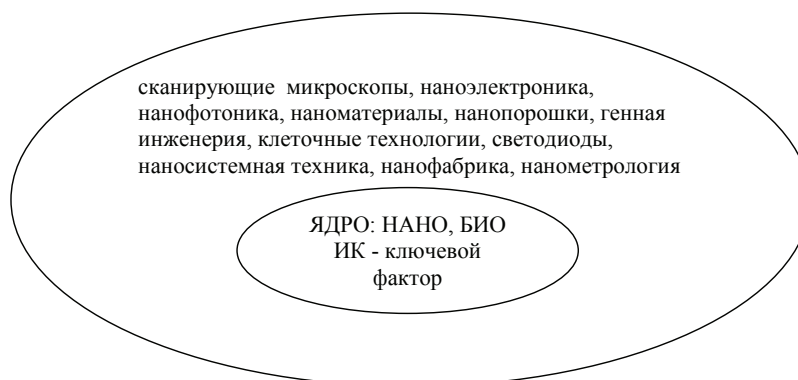 сканирующие микроскопы, наноэлектроника,
нанофотоника, наноматериалы, нанопорошки, генная
инженерия, клеточные технологии, светодиоды,
наносистемная техника, нанофабрика, нанометрология
ЯДРО: НАНО, БИО
ИК - ключевой
фактор